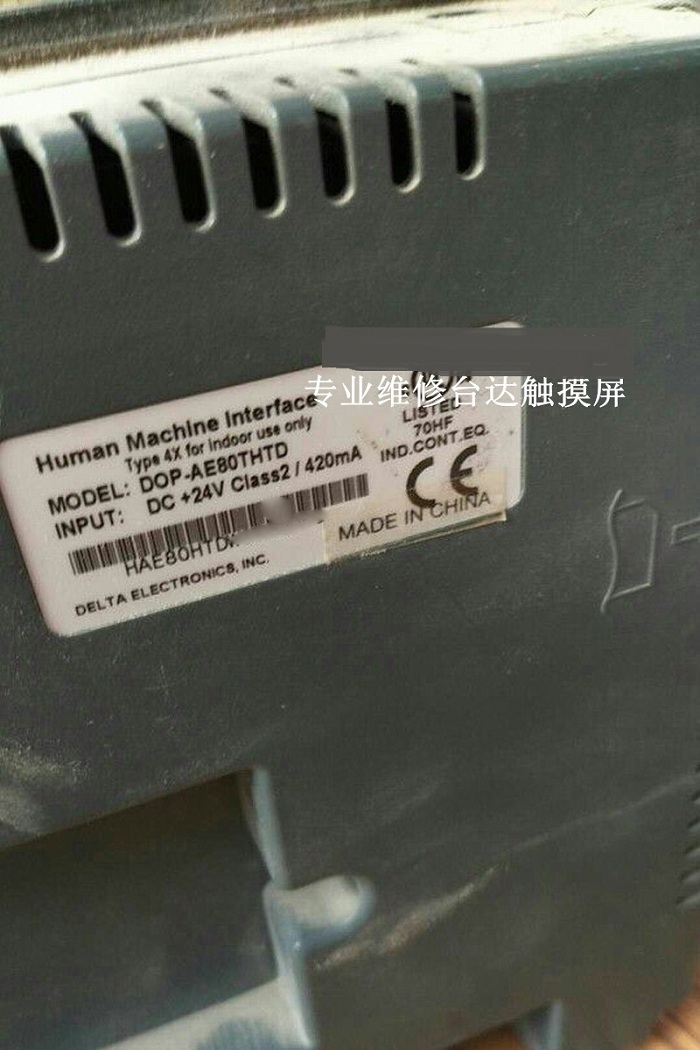 专业维修台达触摸屏
Human Machine Interface
Type 4X for indoor use only
MODEL: DOP-AE80THTD
INPUT: DC +24V Class2 / 420mA
HAE80HTD
DELTA ELECTRONICS, INC.
LISTED
70HF
IND.CONT.EQ.
CE
MADE IN CHINA